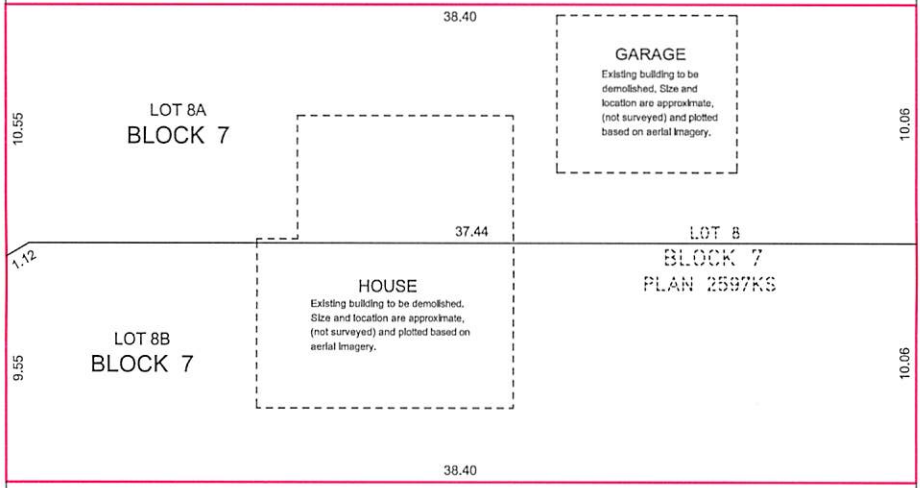 38.40
GARAGE
Existing building to be
demolished. Size and
location are approximate,
(not surveyed) and plotted
based on aerial imagery.
LOT 8A
BLOCK 7
10.55
10.06
37.44
LOT 8
BLOCK 7
PLAN 2597KS
1.12
HOUSE
Existing building to be demolished.
Size and location are approximate,
(not surveyed) and plotted based on
aerial imagery.
LOT 8B
BLOCK 7
9.55
10.06
38.40